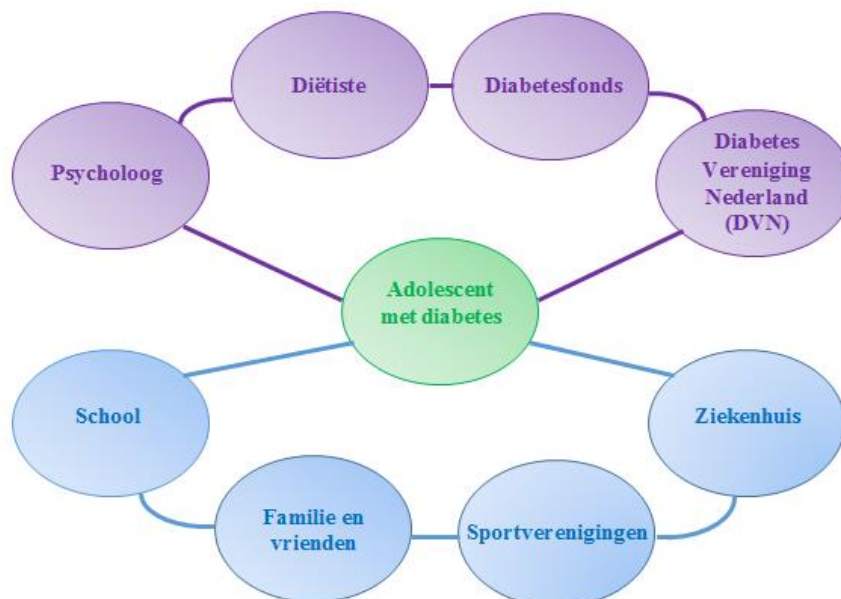 Diëtiste
Diabetesfonds
Psycholoog
Diabetes
Vereniging
Nederland
(DVN)
Adolescent
met diabetes
School
Ziekenhuis
Familie en
vrienden
Sportverenigingen